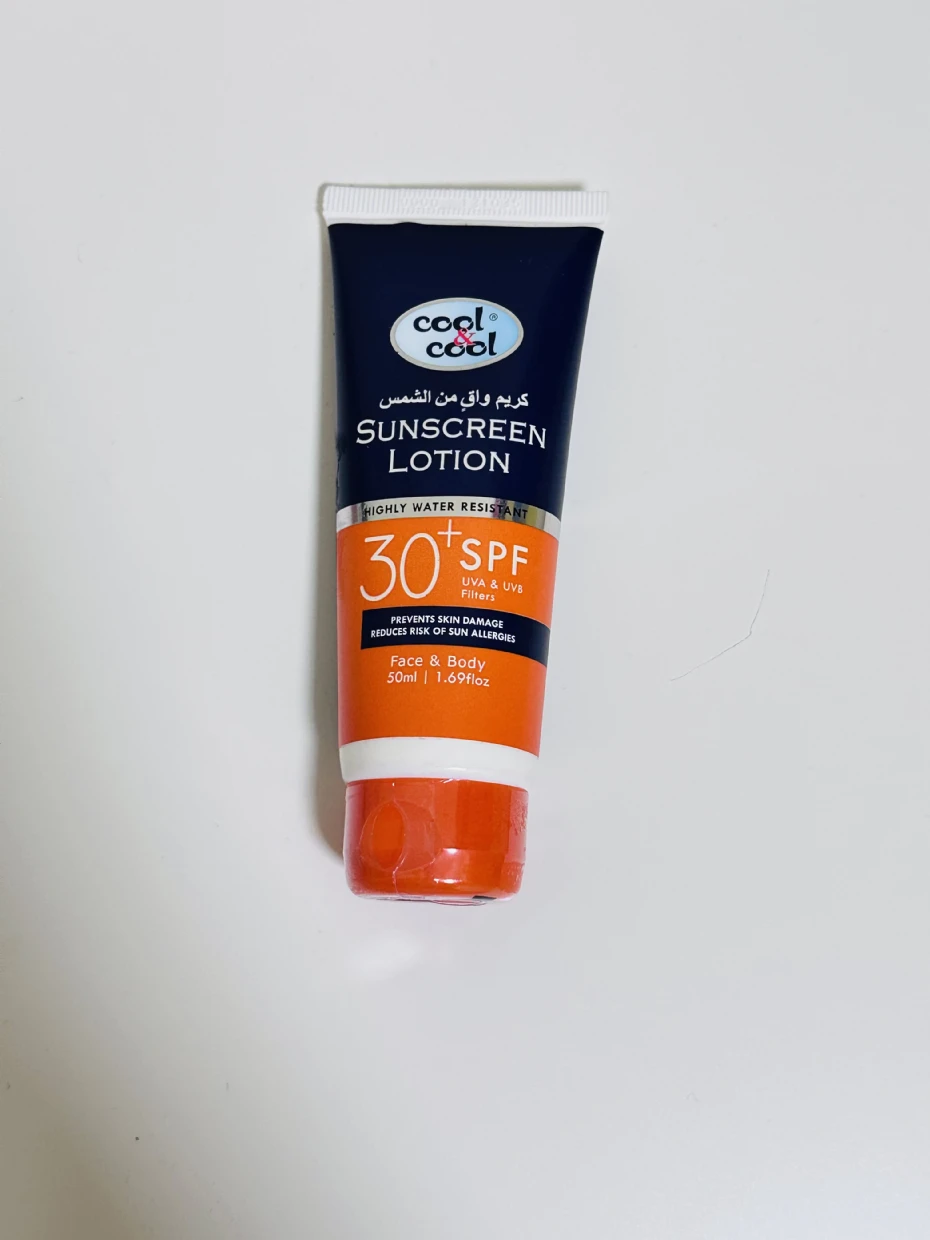 cool ®
&
cool
كريم واقٍ من الشمس
SUNSCREEN
LOTION
HIGHLY WATER RESISTANT
30+ SPF
UVA & UVB
Filters
PREVENTS SKIN DAMAGE
REDUCES RISK OF SUN ALLERGIES
Face & Body
50ml | 1.69floz